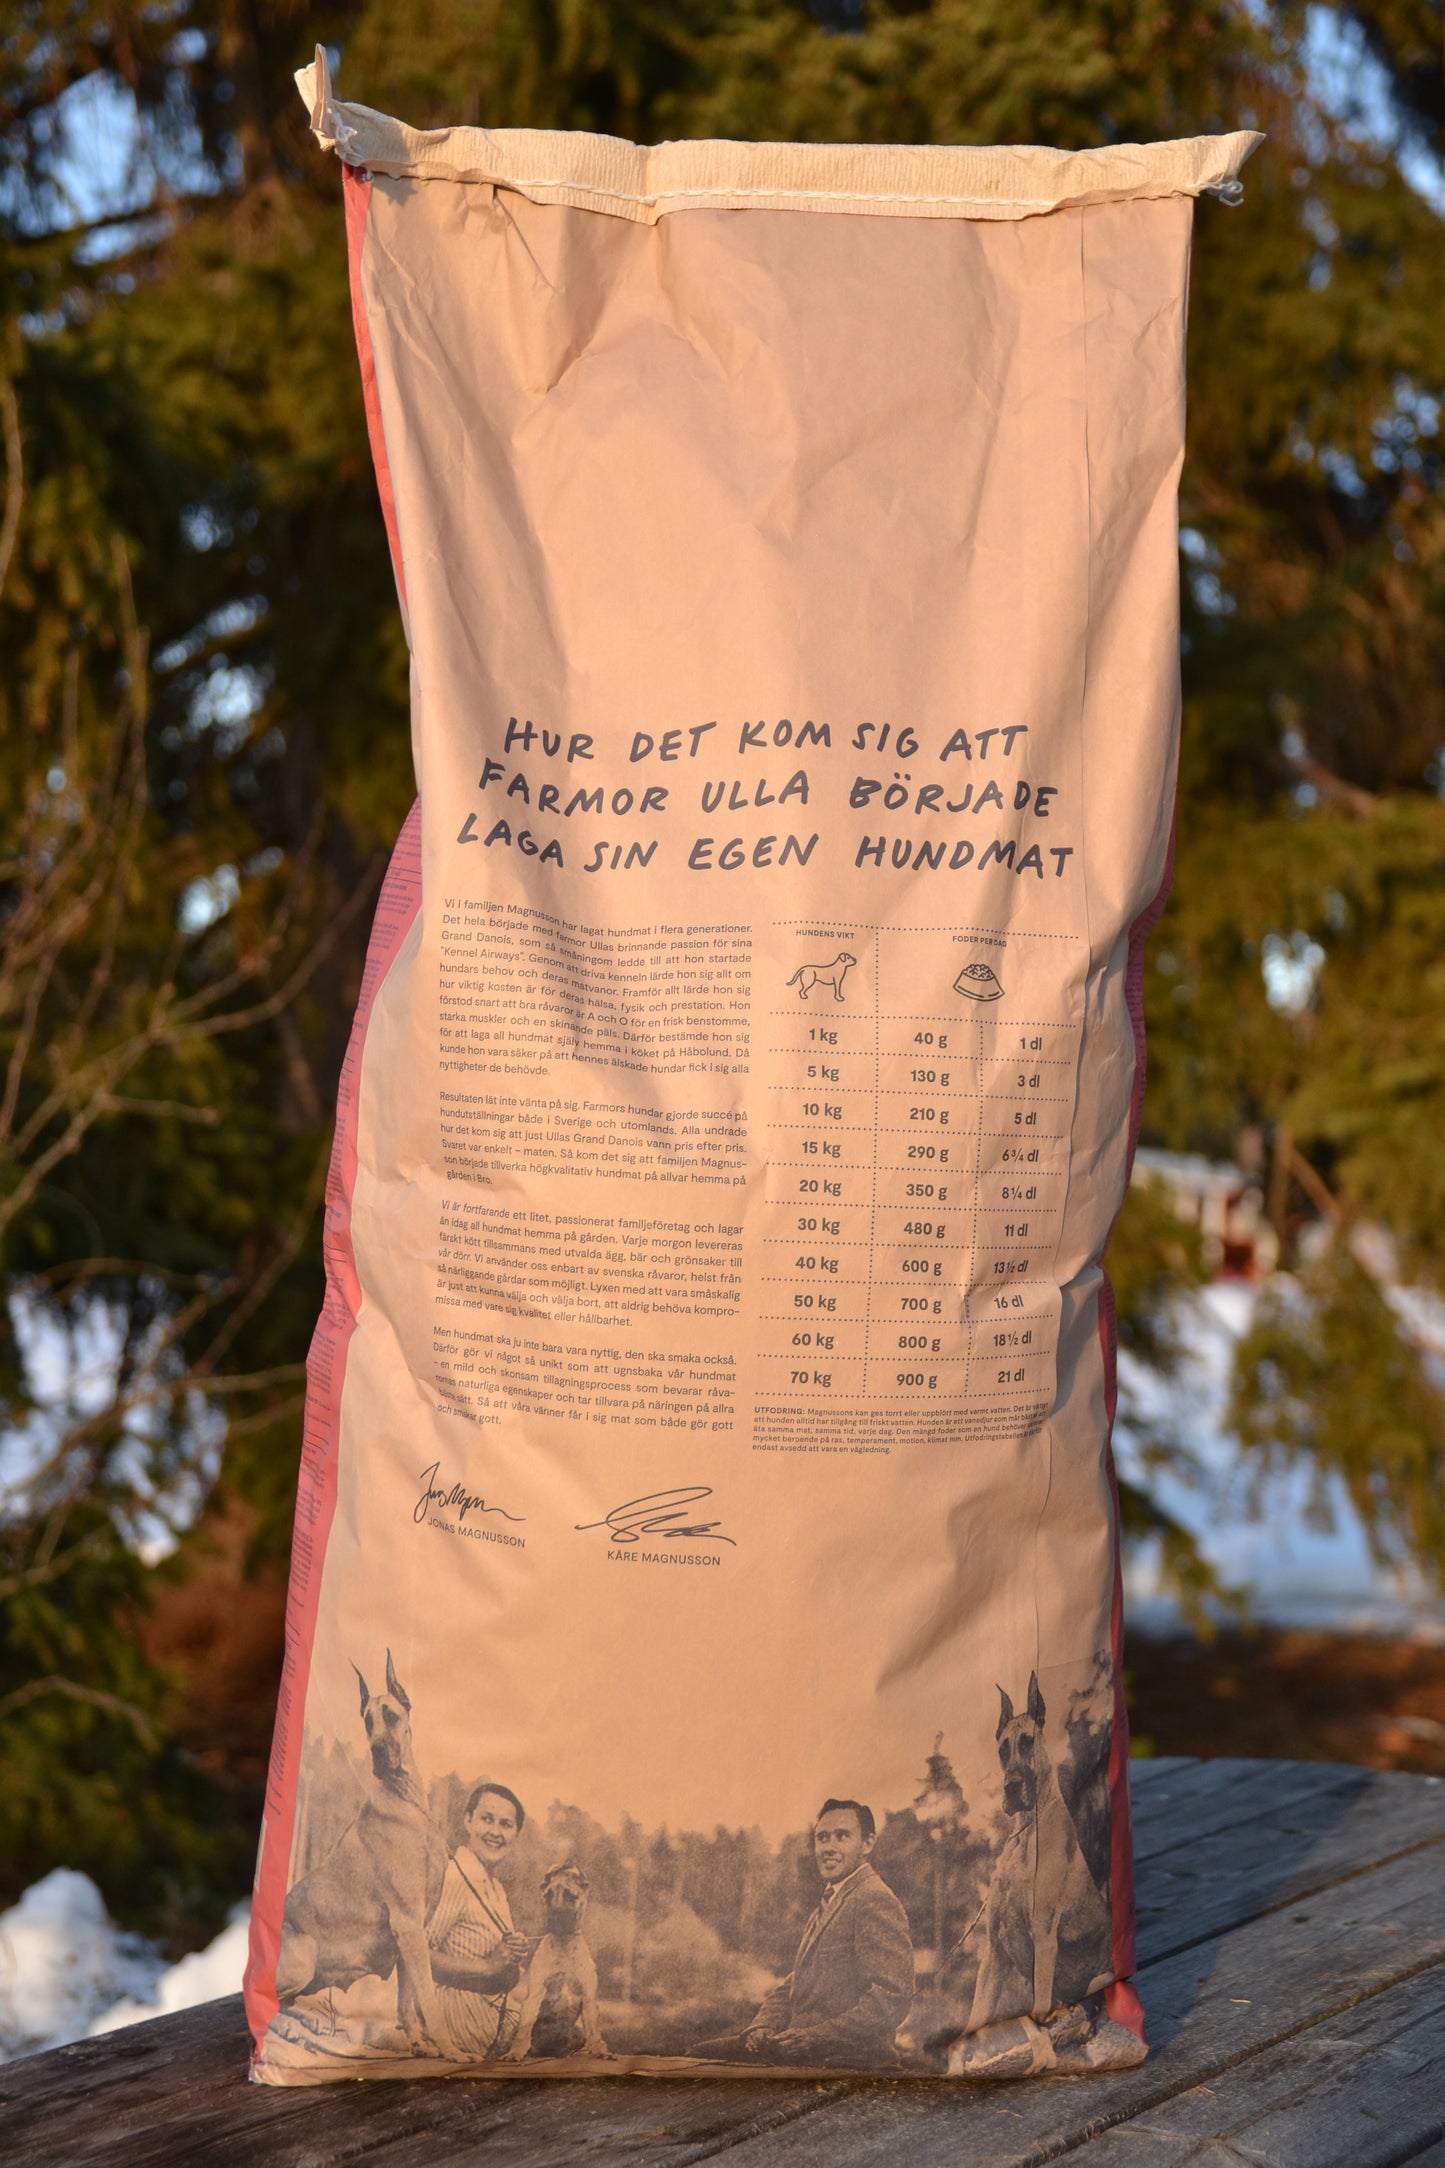 HUR DET KOM SIG ATT
FARMOR ULLA BÖRJADE
LAGA SIN EGEN HUNDMAT
Vi i familjen Magnusson har lagat hundmat i flera generationer.
Det hela började med farmor Ullas brinnande passion för sina
Grand Danois, som så småningom ledde till att hon startade
"Kennel Airways". Genom att driva kenneln lärde hon sig allt om
hundars behov och deras matvanor. Framför allt lärde hon sig
hur viktig kosten är för deras hälsa, fysik och prestation. Hon
förstod snart att bra råvaror är A och O för en frisk benstomme,
starka muskler och en skinande päls. Därför bestämde hon sig
för att laga all hundmat själv hemma i köket på Håbolund. Då
kunde hon vara säker på att hennes älskade hundar fick i sig alla
nyttigheter de behövde.
Resultaten lät inte vänta på sig. Farmors hundar gjorde succé på
hundutställningar både i Sverige och utomlands. Alla undrade
hur det kom sig att just Ullas Grand Danois vann pris efter pris.
Svaret var enkelt – maten. Så kom det sig att familjen Magnus-
son började tillverka högkvalitativ hundmat på allvar hemma på
gården i Bro.
Vi är fortfarande ett litet, passionerat familjeföretag och lagar
än idag all hundmat hemma på gården. Varje morgon levereras
färskt kött tillsammans med utvalda ägg, bär och grönsaker till
vår dörr. Vi använder oss enbart av svenska råvaror, helst från
så närliggande gårdar som möjligt. Lyxen med att vara småskalig
är just att kunna välja och välja bort, att aldrig behöva kompro-
missa med vare sig kvalitet eller hållbarhet.
Men hundmat ska ju inte bara vara nyttig, den ska smaka också.
Därför gör vi något så unikt som att ugnsbaka vår hundmat
- en mild och skonsam tillagningsprocess som bevarar råva-
rornas naturliga egenskaper och tar tillvara på näringen på allra
bästa sätt. Så att våra vänner får i sig mat som både gör gott
och smakar gott.
JONAS MAGNUSSON
KÅRE MAGNUSSON
HUNDENS VIKT FODER PER DAG
1 kg 40 g 1 dl
5 kg 130 g 3 dl
10 kg 210 g 5 dl
15 kg 290 g 6¾ dl
20 kg 350 g 8¼ dl
30 kg 480 g 11 dl
40 kg 600 g 13½ dl
50 kg 700 g 16 dl
60 kg 800 g 18½ dl
70 kg 900 g 21 dl
UTFODRING: Magnussons kan ges torrt eller uppblött med varmt vatten. Det är viktigt
att hunden alltid har tillgång till friskt vatten. Hunden är ett vanedjur som mår bäst av att
äta samma mat, samma tid, varje dag. Den mängd foder som en hund behöver
mycket beroende på ras, temperament, motion, klimat mm. Utfodringstabellen är
endast avsedd att vara en vägledning.